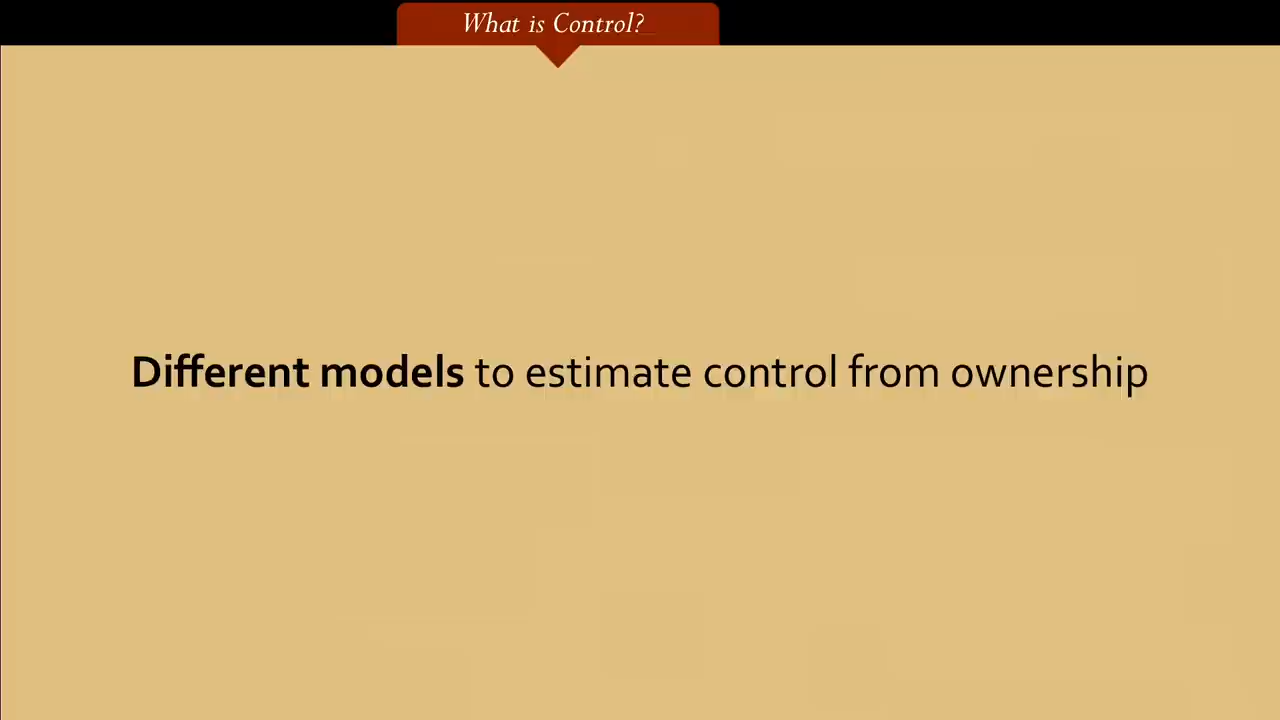 What is Control?
Different models to estimate control from ownership